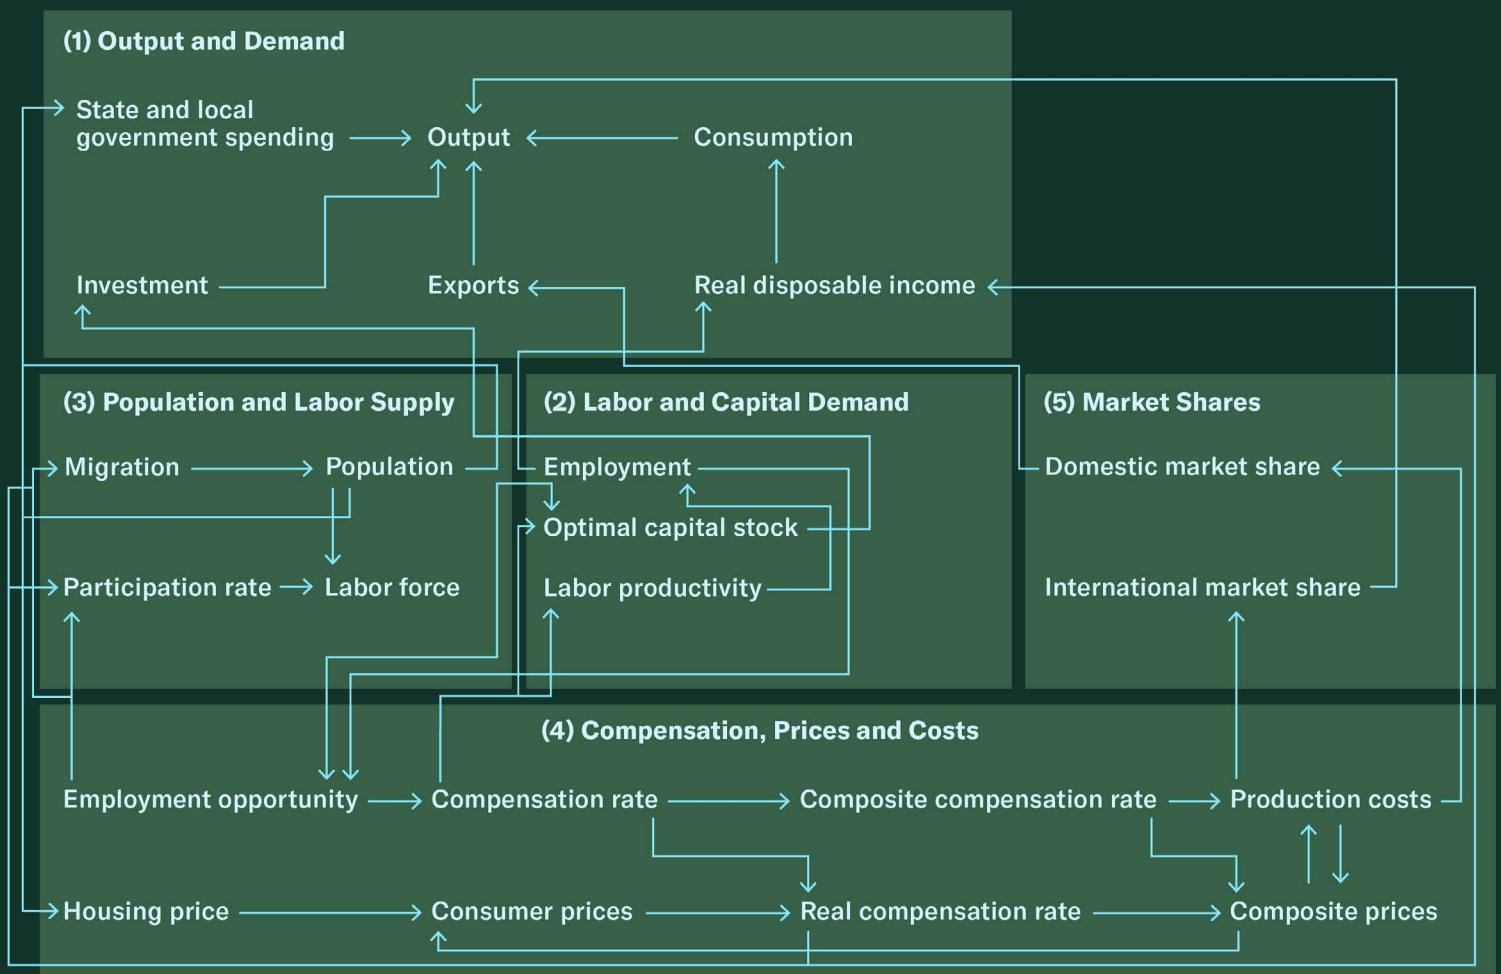 (1) Output and Demand
State and local
government spending
Output
Consumption
Investment
Exports
Real disposable income
(3) Population and Labor Supply
Migration
Population
Participation rate
Labor force
(2) Labor and Capital Demand
Employment
Optimal capital stock
Labor productivity
(5) Market Shares
Domestic market share
International market share
(4) Compensation, Prices and Costs
Employment opportunity
Compensation rate
Composite compensation rate
Production costs
Housing price
Consumer prices
Real compensation rate
Composite prices